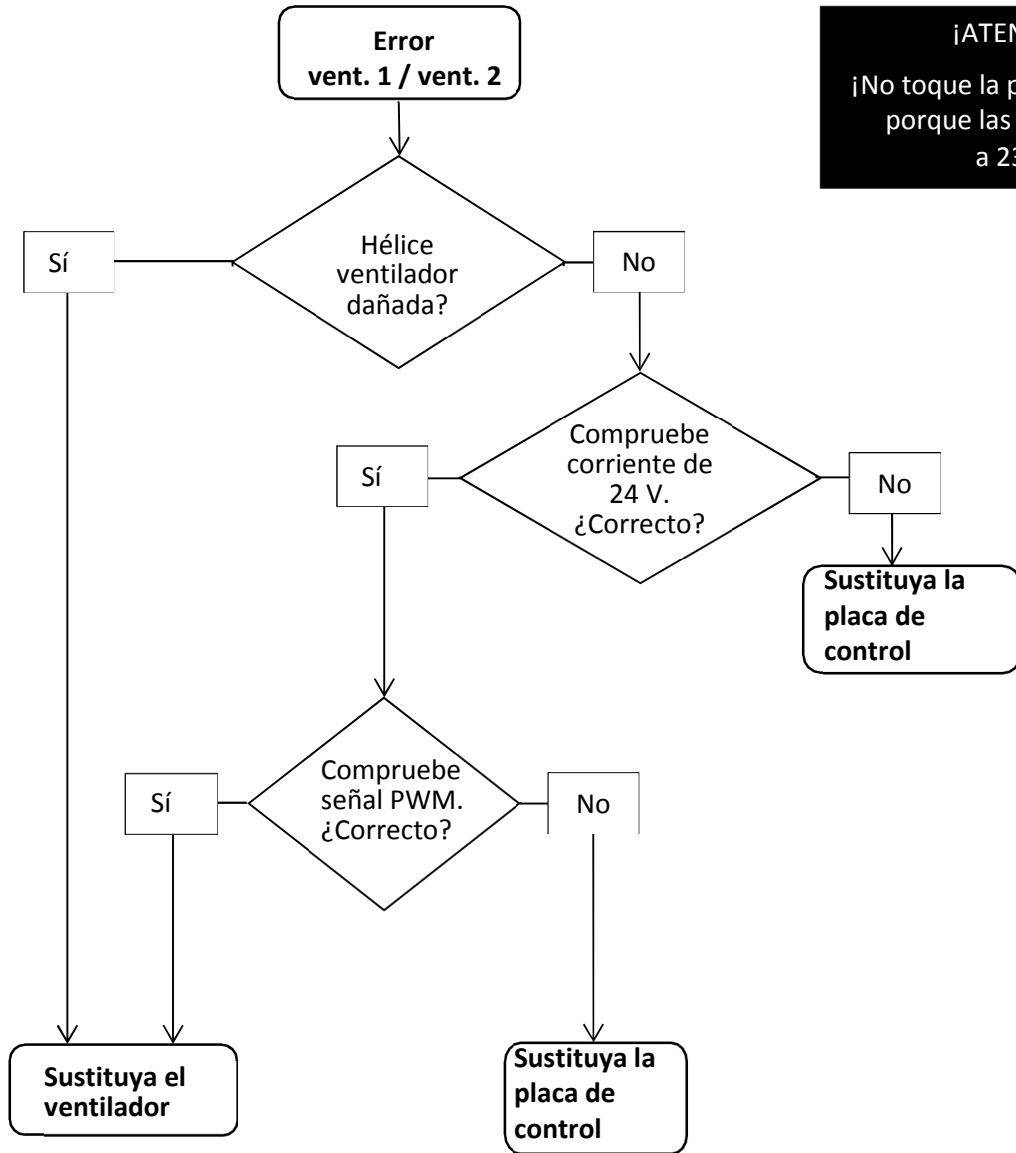 Error
vent. 1 / vent. 2
¡No toque la
porque las
Hélice
ventilador
dañada?
Sí
No
Compruebe
corriente de
24 V.
¿Correcto?
Sí
No
Sustituya la
placa de
control
Compruebe
señal PWM.
¿Correcto?
Sí
No
Sustituya el
ventilador
Sustituya la
placa de
control